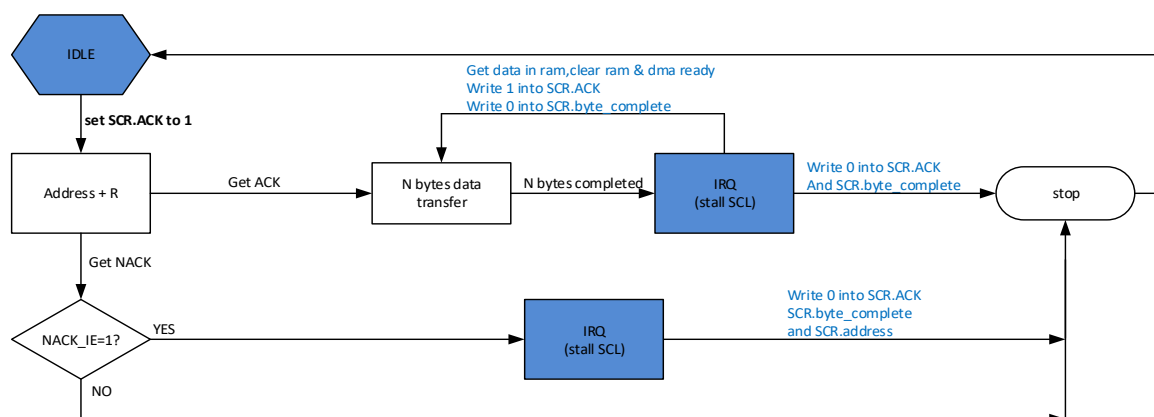 IDLE
Get data in ram,clear ram & dma ready
Write 1 into SCR.ACK
Write 0 into SCR.byte_complete
set SCR.ACK to 1
Address + R
Get ACK
N bytes data
transfer
N bytes completed
IRQ
(stall SCL)
Write 0 into SCR.ACK
And SCR.byte_complete
stop
Get NACK
NACK_IE=1?
YES
IRQ
(stall SCL)
Write 0 into SCR.ACK
SCR.byte_complete
and SCR.address
NO